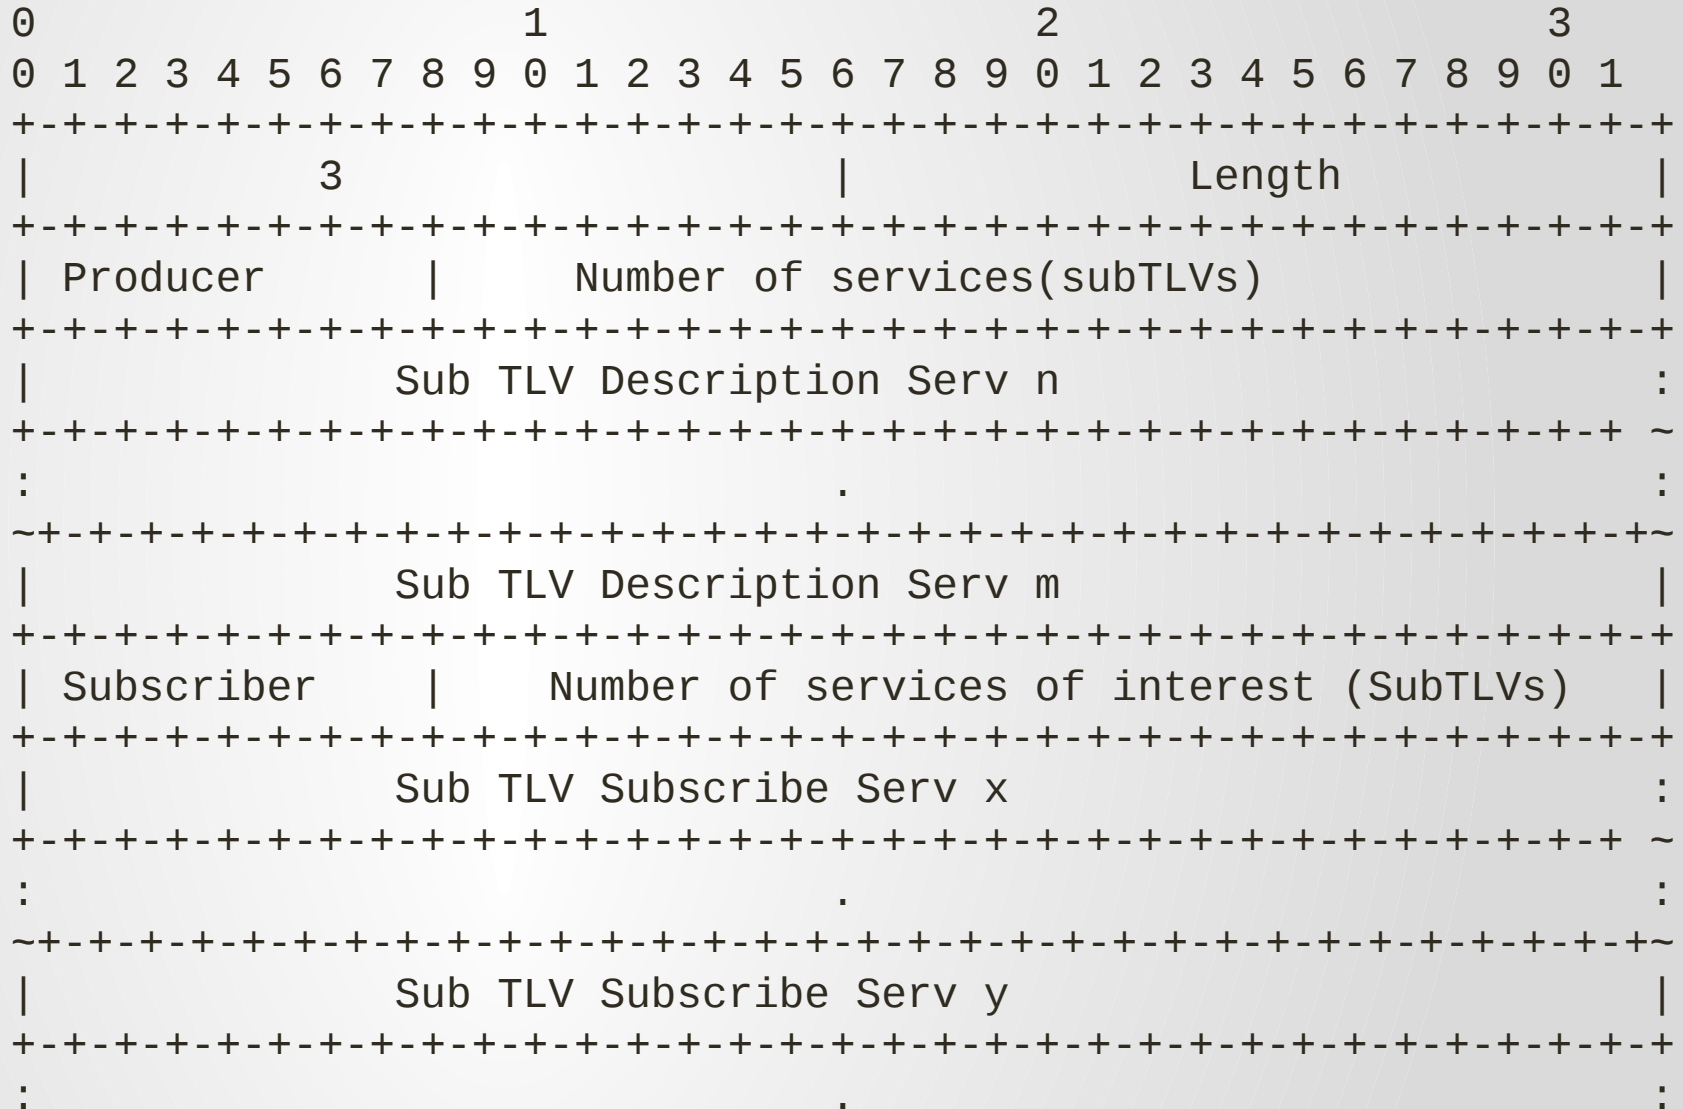 0                   1                   2                   3
0 1 2 3 4 5 6 7 8 9 0 1 2 3 4 5 6 7 8 9 0 1 2 3 4 5 6 7 8 9 0 1
+-+-+-+-+-+-+-+-+-+-+-+-+-+-+-+-+-+-+-+-+-+-+-+-+-+-+-+-+-+-+-+-+
|           3                   |             Length            |
+-+-+-+-+-+-+-+-+-+-+-+-+-+-+-+-+-+-+-+-+-+-+-+-+-+-+-+-+-+-+-+-+
| Producer      |     Number of services(subTLVs)               |
+-+-+-+-+-+-+-+-+-+-+-+-+-+-+-+-+-+-+-+-+-+-+-+-+-+-+-+-+-+-+-+-+
|              Sub TLV Description Serv n                       :
+-+-+-+-+-+-+-+-+-+-+-+-+-+-+-+-+-+-+-+-+-+-+-+-+-+-+-+-+-+-+-+ ~
:                               .                               :
~+-+-+-+-+-+-+-+-+-+-+-+-+-+-+-+-+-+-+-+-+-+-+-+-+-+-+-+-+-+-+-+~
|              Sub TLV Description Serv m                       |
+-+-+-+-+-+-+-+-+-+-+-+-+-+-+-+-+-+-+-+-+-+-+-+-+-+-+-+-+-+-+-+-+
| Subscriber    |    Number of services of interest (SubTLVs)   |
+-+-+-+-+-+-+-+-+-+-+-+-+-+-+-+-+-+-+-+-+-+-+-+-+-+-+-+-+-+-+-+-+
|              Sub TLV Subscribe Serv x                         :
+-+-+-+-+-+-+-+-+-+-+-+-+-+-+-+-+-+-+-+-+-+-+-+-+-+-+-+-+-+-+-+ ~
:                               .                               :
~+-+-+-+-+-+-+-+-+-+-+-+-+-+-+-+-+-+-+-+-+-+-+-+-+-+-+-+-+-+-+-+~
|              Sub TLV Subscribe Serv y                         |
+-+-+-+-+-+-+-+-+-+-+-+-+-+-+-+-+-+-+-+-+-+-+-+-+-+-+-+-+-+-+-+-+
:                               .                               :